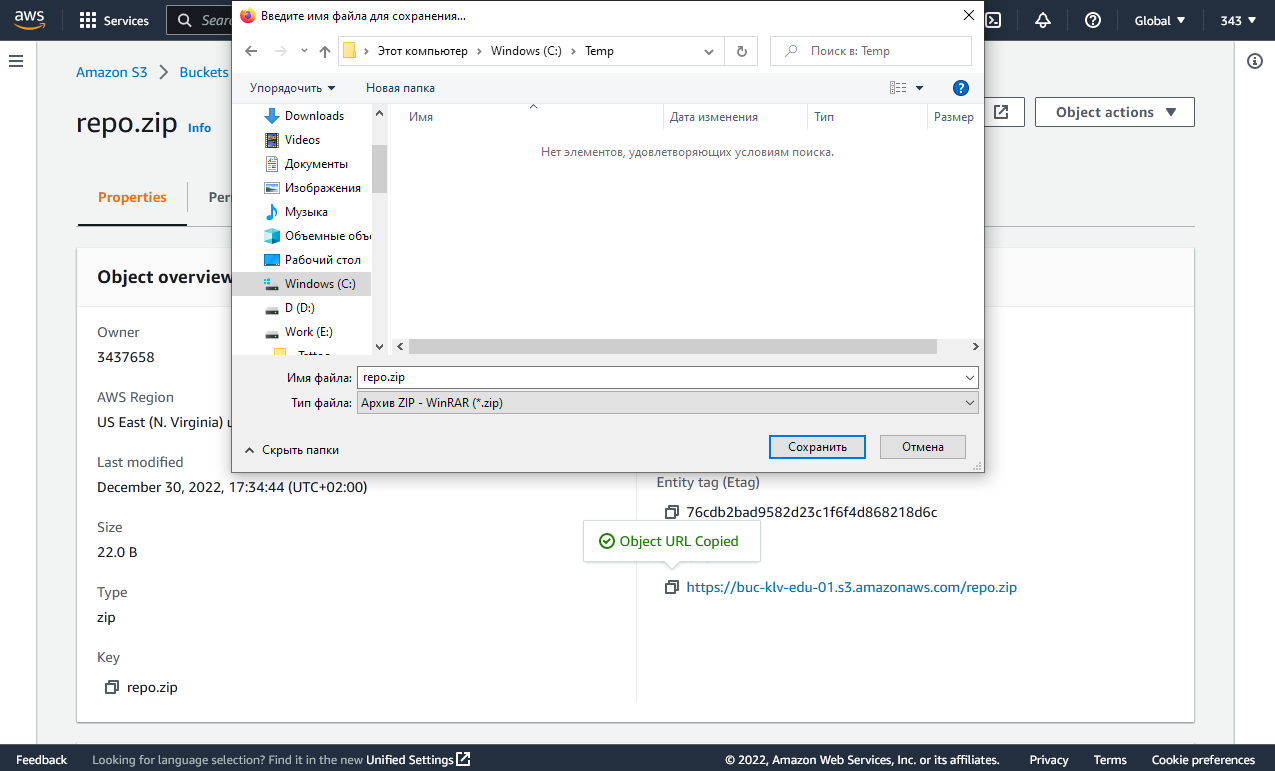 aws
Services
Sear
Global
343
Введите имя файла для сохранения...
Этот компьютер
Windows (C:)
Temp
Поиск в: Temp
Упорядочить
Новая папка
Downloads
Videos
Документы
Изображения
Музыка
Объемные объ
Рабочий стол
Windows (C:)
D (D:)
Work (E:)
Имя
Дата изменения
Тип
Размер
Нет элементов, удовлетворяющих условиям поиска.
Имя файла: repo.zip
Тип файла: Архив ZIP - WinRAR (*.zip)
Скрыть папки
Сохранить
Отмена
Amazon S3
Buckets
repo.zip
Info
Object actions
Properties
Per
Object overview
Owner
3437658
AWS Region
US East (N. Virginia) u
Last modified
December 30, 2022, 17:34:44 (UTC+02:00)
Size
22.0 B
Type
zip
Key
repo.zip
Entity tag (Etag)
76cdb2bad9582d23c1f6f4d868218d6c
Object URL Copied
https://buc-klv-edu-01.s3.amazonaws.com/repo.zip
Feedback
Looking for language selection? Find it in the new Unified Settings
© 2022, Amazon Web Services, Inc. or its affiliates.
Privacy
Terms
Cookie preferences